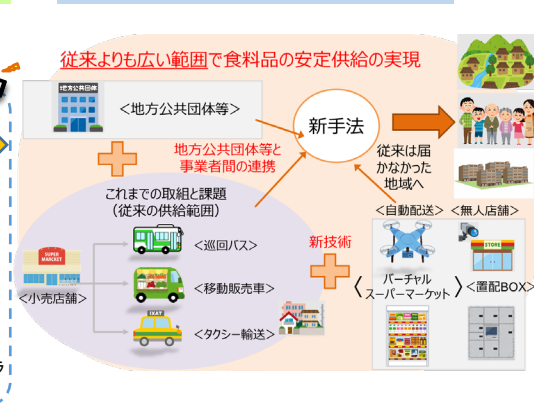 従来よりも広い範囲で食料品の安定供給の実現
地方公共団体
<地方公共団体等>
新手法
地方公共団体等と
事業者間の連携
従来は届
かなかった
地域へ
これまでの取組と課題
(従来の供給範囲)
SUPER
MARKET
<小売店舗>
<巡回バス>
<移動販売車>
TAXI
<タクシー輸送>
新技術
<自動配送>
<無人店舗>
STORE
バーチャル
スーパーマーケット
<置配BOX>
ラ